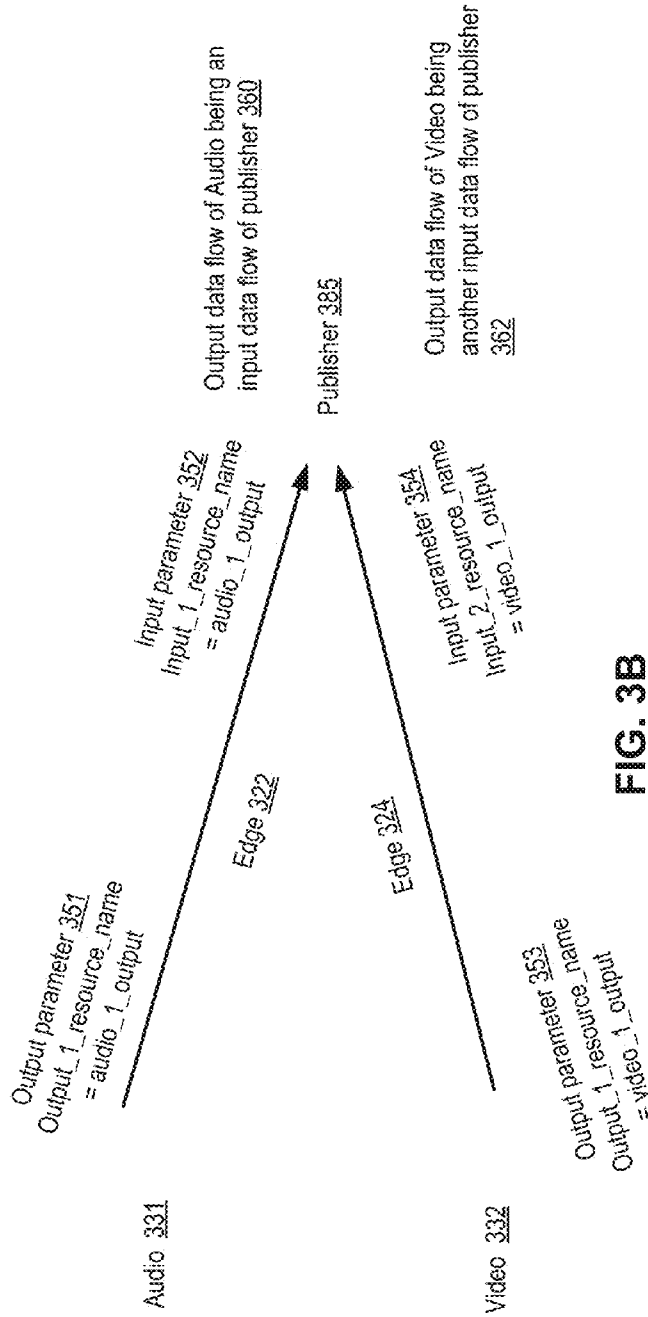 Output parameter 351
Output_1_resource_name
= audio_1_output
Input parameter 352
Input_1_resource_name
= audio_1_output
Output data flow of Audio being an
input data flow of publisher 360
Audio 331
Edge 322
Publisher 385
Edge 324
Video 332
Output parameter 353
Output_1_resource_name
= video_1_output
Input parameter 354
Input_2_resource_name
= video_1_output
Output data flow of Video being
another input data flow of publisher
362
FIG. 3B